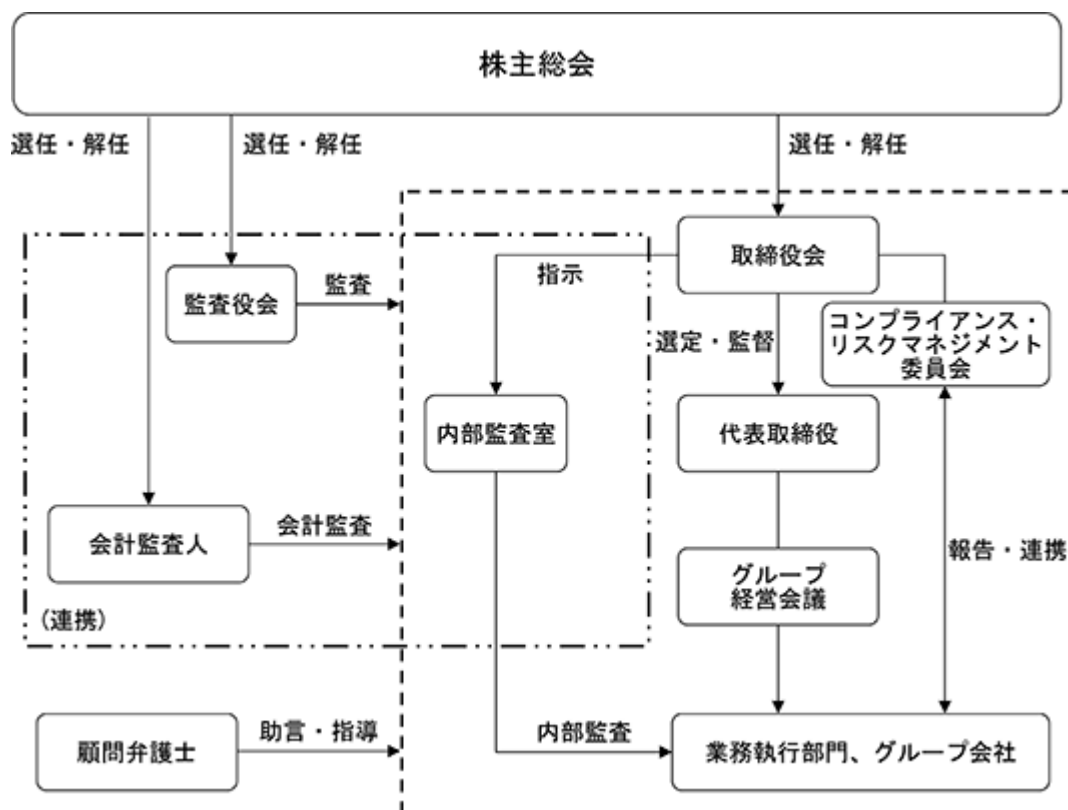 株主総会
選任・解任
選任・解任
選任・解任
取締役会
監査役会
監査
指示
コンプライアンス・
リスクマネジメント
委員会
選定・監督
内部監査室
代表取締役
会計監査人
会計監査
グループ
経営会議
報告・連携
(連携)
顧問弁護士
助言・指導
内部監査
業務執行部門、グループ会社